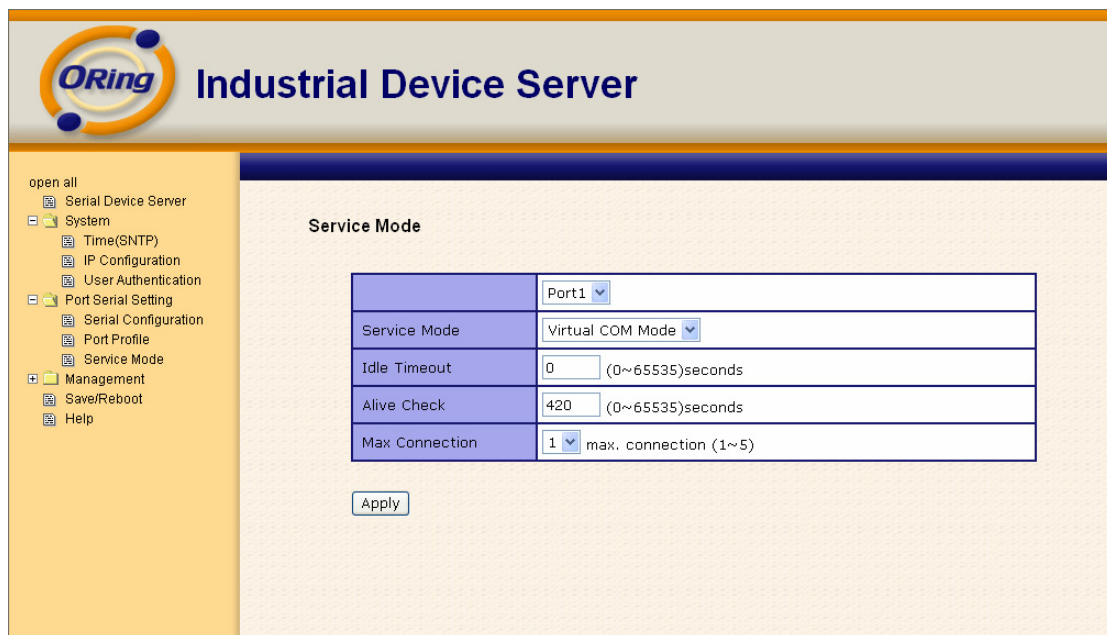 ORing
Industrial Device Server
open all
Serial Device Server
System
Time(SNTP)
IP Configuration
User Authentication
Port Serial Setting
Serial Configuration
Port Profile
Service Mode
Management
Save/Reboot
Help
Service Mode
Port1
Service Mode Virtual COM Mode
Idle Timeout 0 (0~65535)seconds
Alive Check 420 (0~65535)seconds
Max Connection 1 max. connection (1~5)
Apply